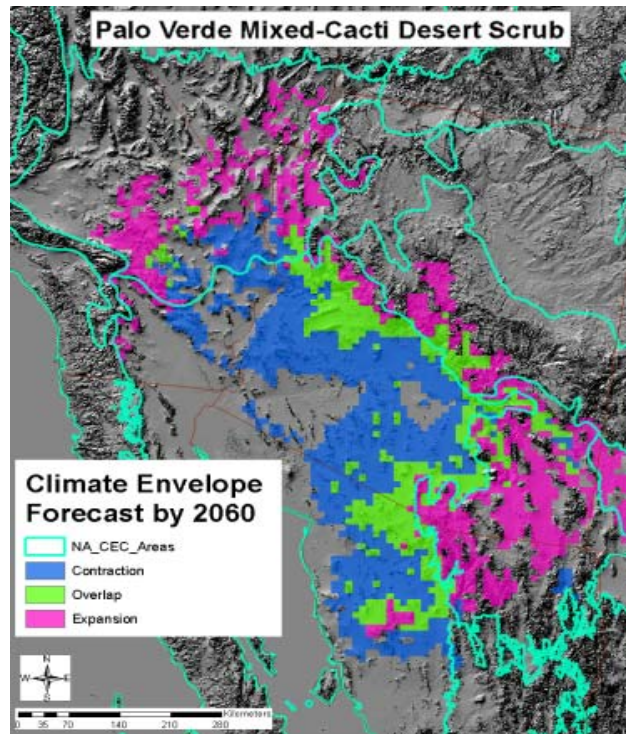 Palo Verde Mixed-Cacti Desert Scrub
Climate Envelope
Forecast by 2060
NA_CEC_Areas
Contraction
Overlap
Expansion
N
W E
S
Kilometers
0 35 70 140 210 280